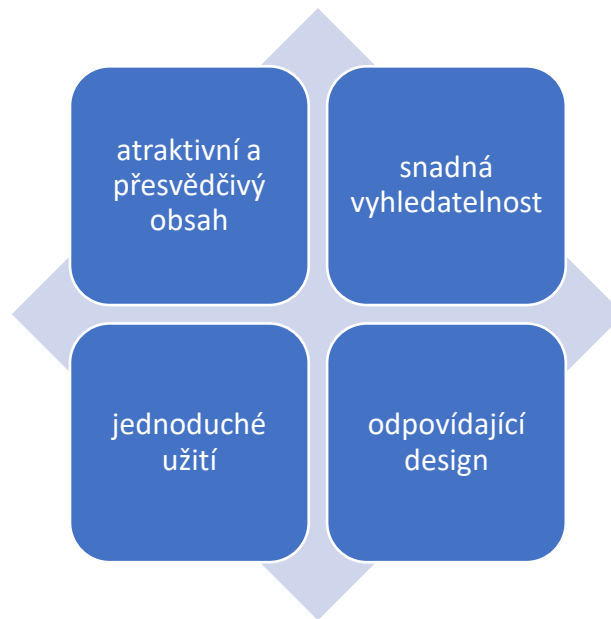 atraktivní a
přesvědčivý
obsah
snadná
vyhledatelnost
jednoduché
užití
odpovídající
design